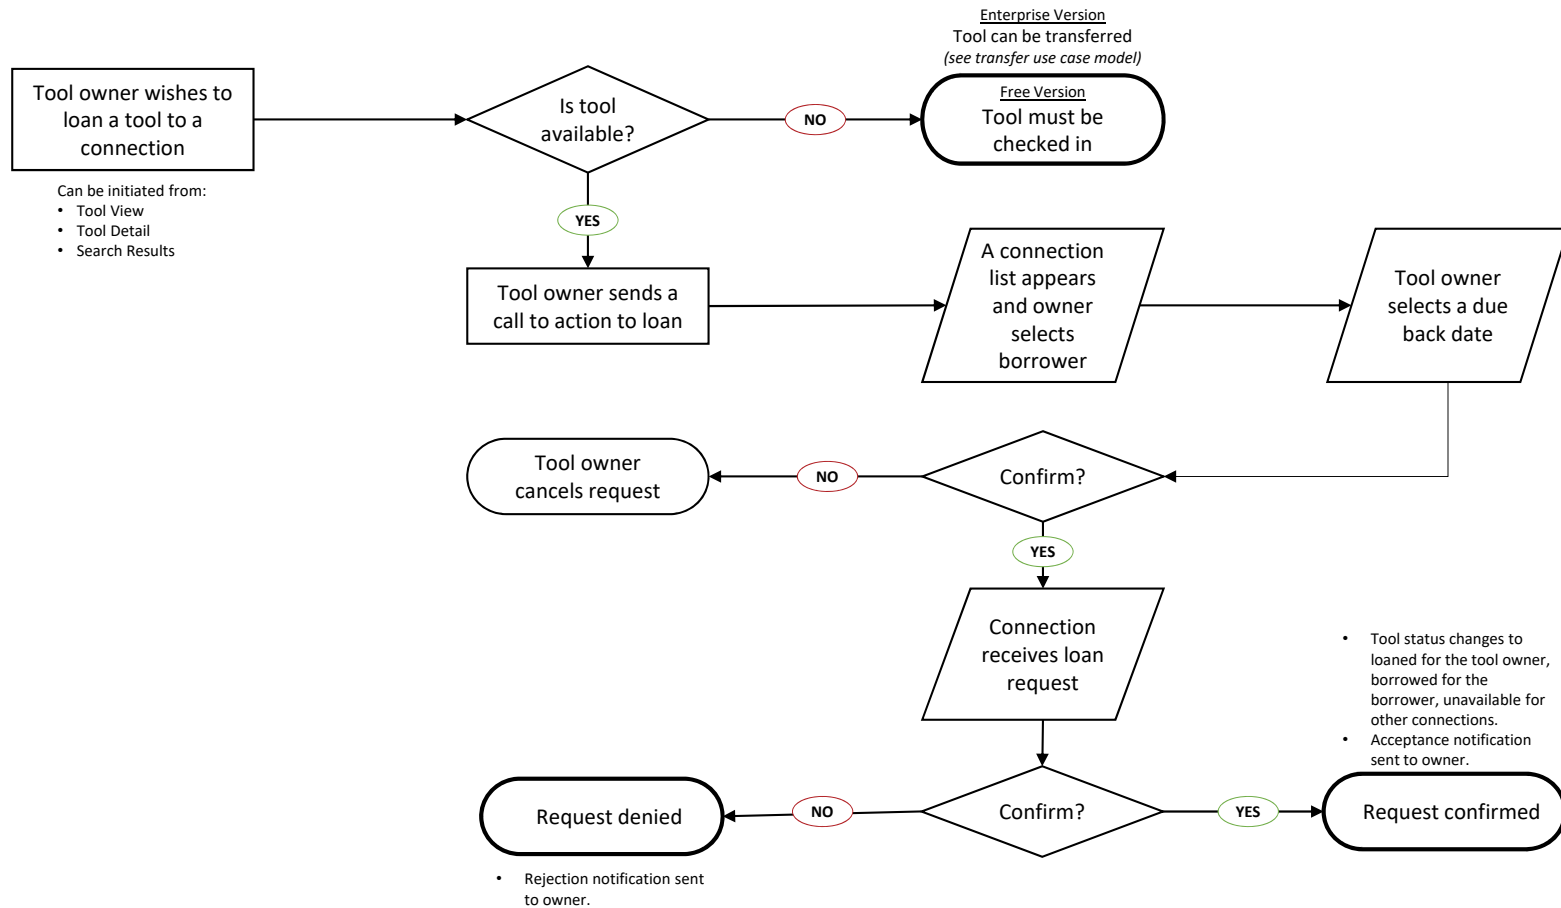 Enterprise Version
Tool can be transferred
(see transfer use case model)
Tool owner wishes to
loan a tool to a
connection
Is tool
available?
NO
Free Version
Tool must be
checked in
Can be initiated from:
• Tool View
• Tool Detail
• Search Results
YES
Tool owner sends a
call to action to loan
A connection
list appears
and owner
selects
borrower
Tool owner
selects a due
back date
Tool owner
cancels request
NO
Confirm?
YES
Connection
receives loan
request
• Tool status changes to
loaned for the tool owner,
borrowed for the
borrower, unavailable for
other connections.
• Acceptance notification
sent to owner.
Request denied
NO
Confirm?
YES
Request confirmed
• Rejection notification sent
to owner.